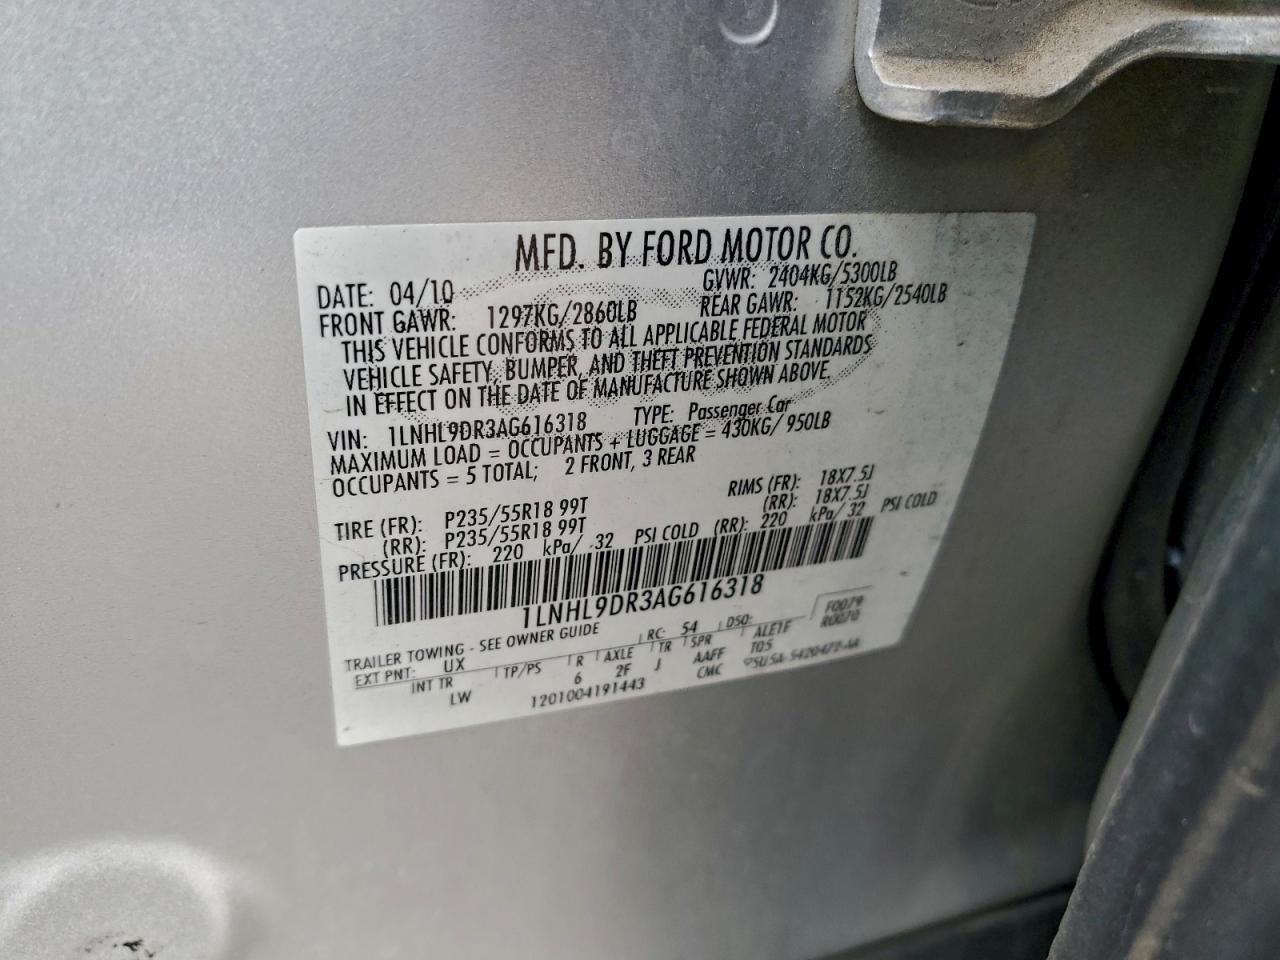 MFD. BY FORD MOTOR CO.
DATE: 04/10 GVWR: 2404KG/5300LB
FRONT GAWR: 1297KG/2860LB REAR GAWR: 1152KG/2540LB
THIS VEHICLE CONFORMS TO ALL APPLICABLE FEDERAL MOTOR
VEHICLE SAFETY, BUMPER, AND THEFT PREVENTION STANDARDS
IN EFFECT ON THE DATE OF MANUFACTURE SHOWN ABOVE.
VIN: 1LNHL9DR3AG616318 TYPE: Passenger Car
MAXIMUM LOAD = OCCUPANTS + LUGGAGE = 430KG/ 950LB
OCCUPANTS = 5 TOTAL; 2 FRONT, 3 REAR
RIMS (FR): 18X7.5J
TIRE (FR): P235/55R18 99T (RR): 18X7.5J
(RR): P235/55R18 99T
PRESSURE (FR): 220 kPa/ 32 PSI COLD (RR): 220 kPa/ 32 PSI COLD
1LNHL9DR3AG616318
TRAILER TOWING - SEE OWNER GUIDE F0079
EXT PNT: UX RC: 54 DSO: R0070
INT TR TP/PS R AXLE TR SPR ALE1F
LW 6 2F J AAFF T05
1201004191443 CMC